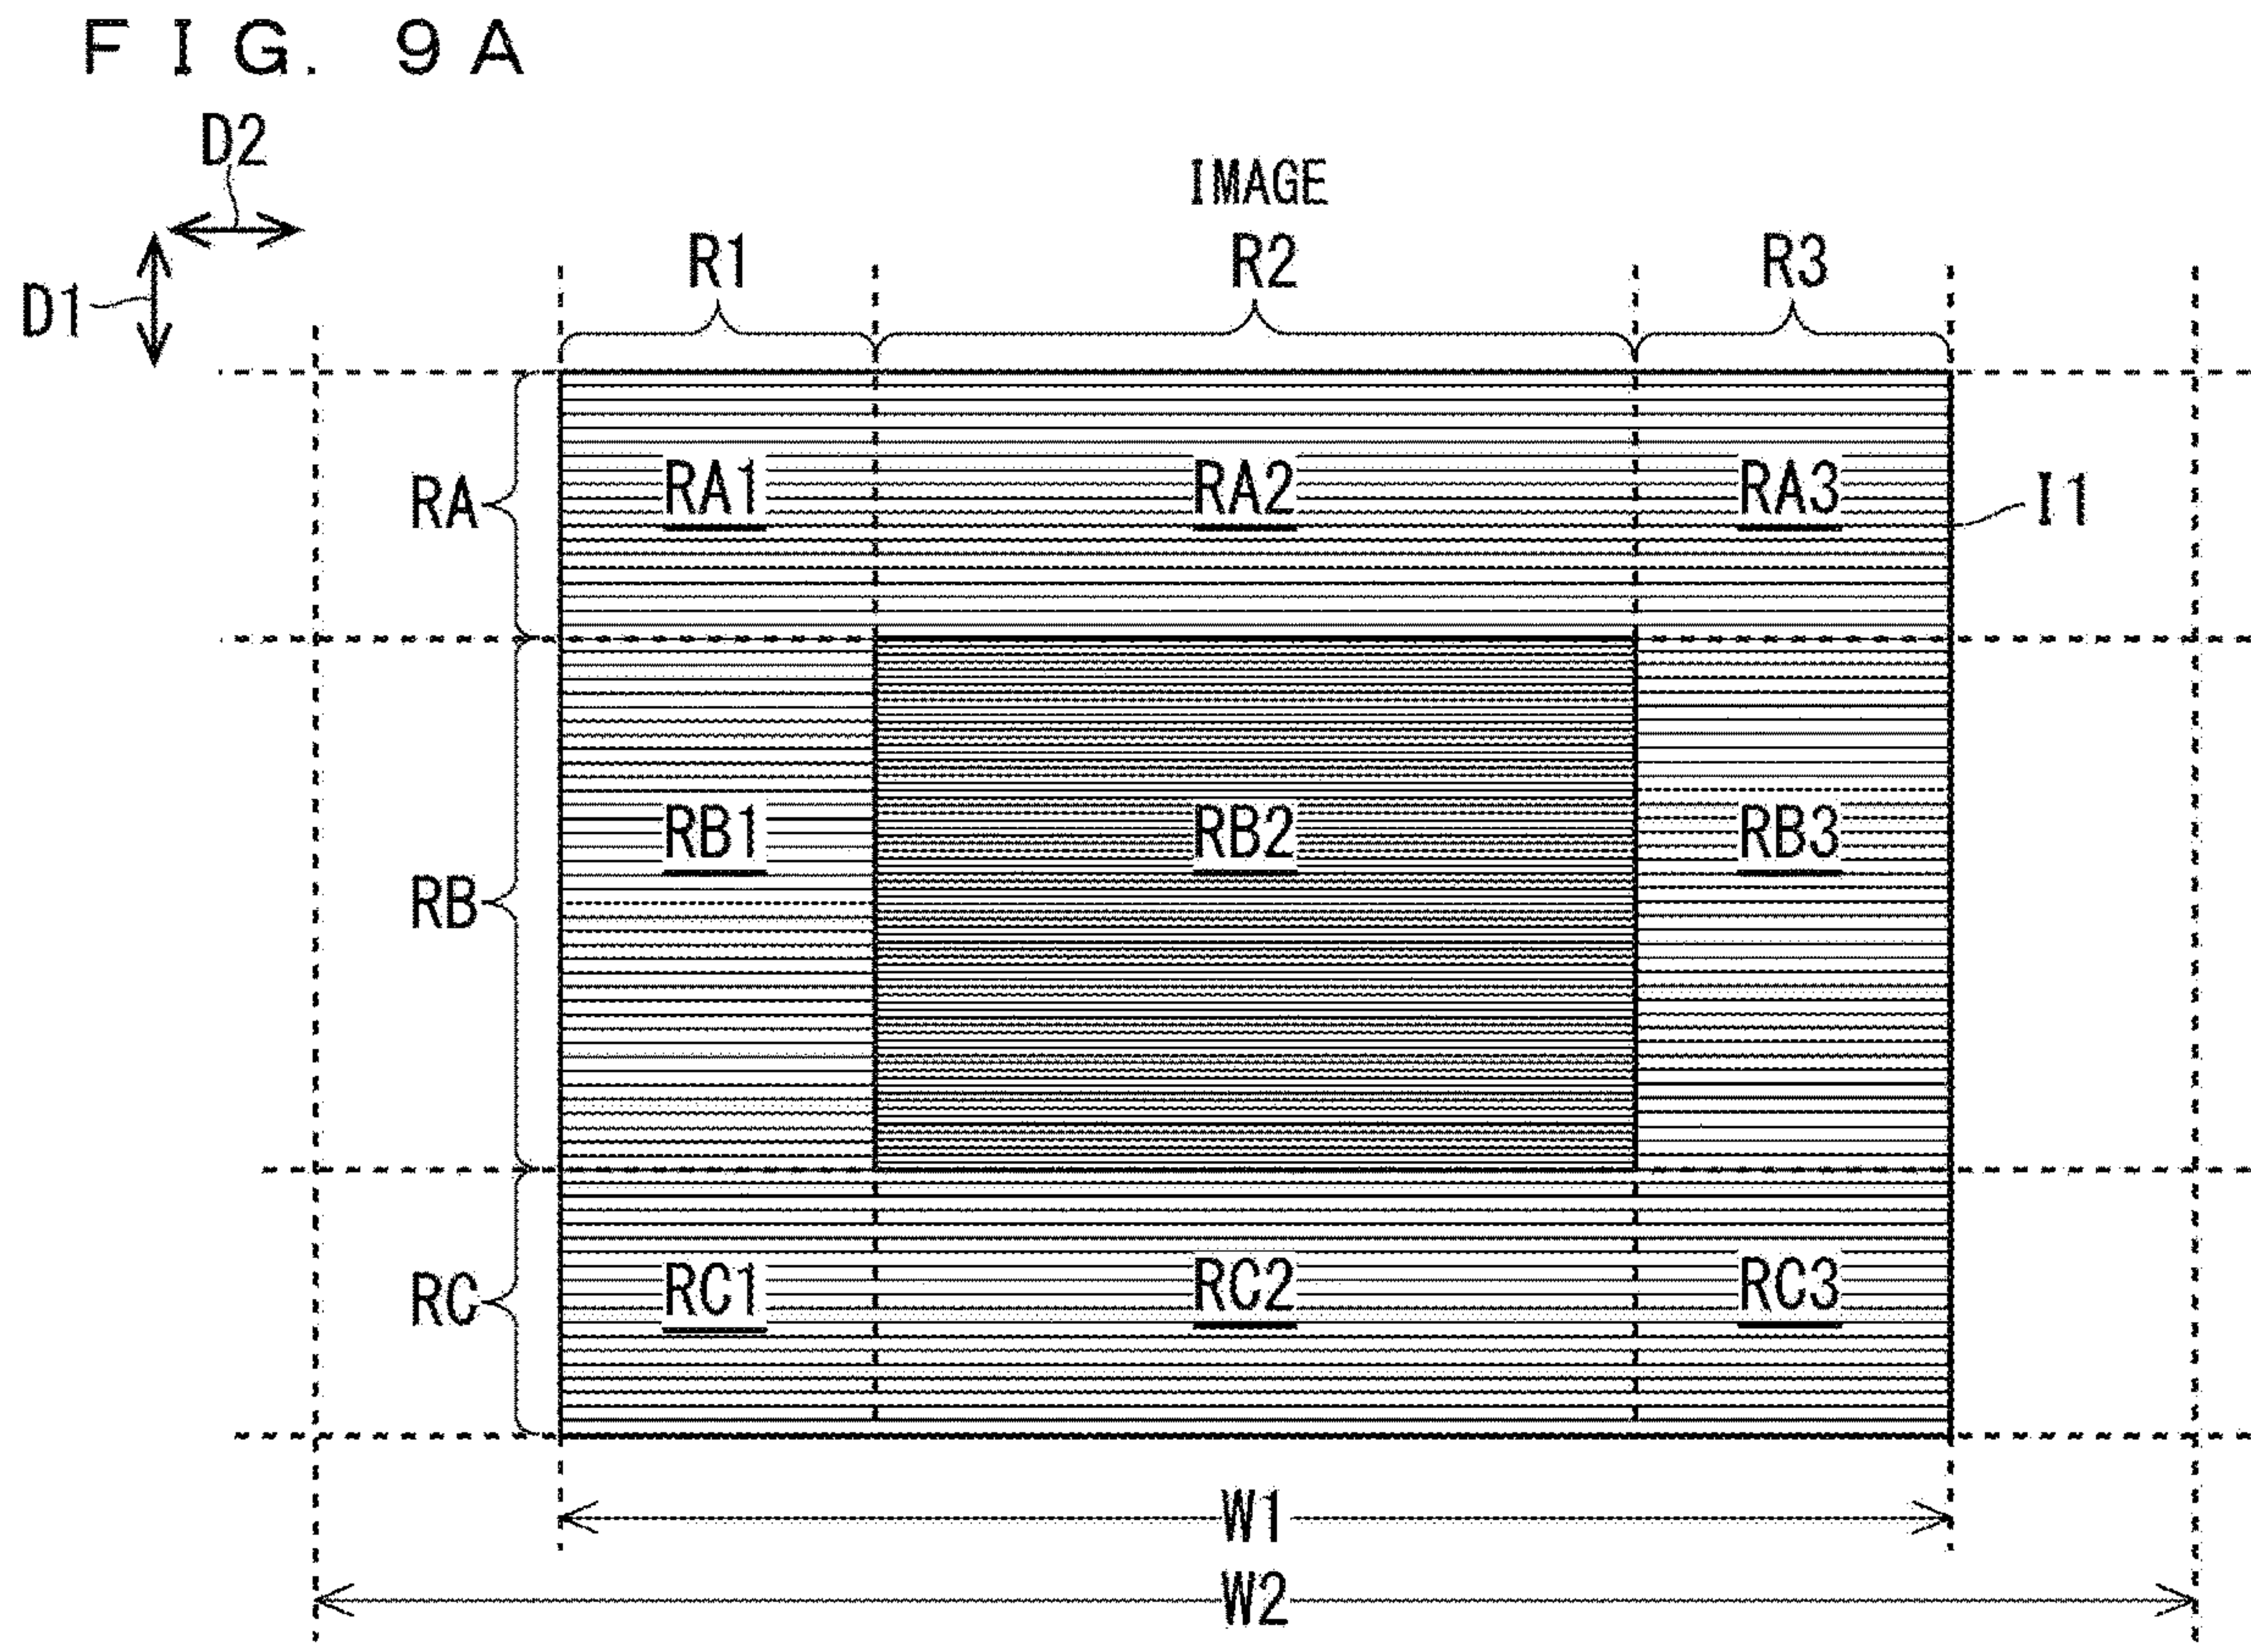 FIG. 9A
D2
IMAGE
R1 R2 R3
D1
RA RA1 RA2 RA3 I1
RB RB1 RB2 RB3
RC RC1 RC2 RC3
W1
W2